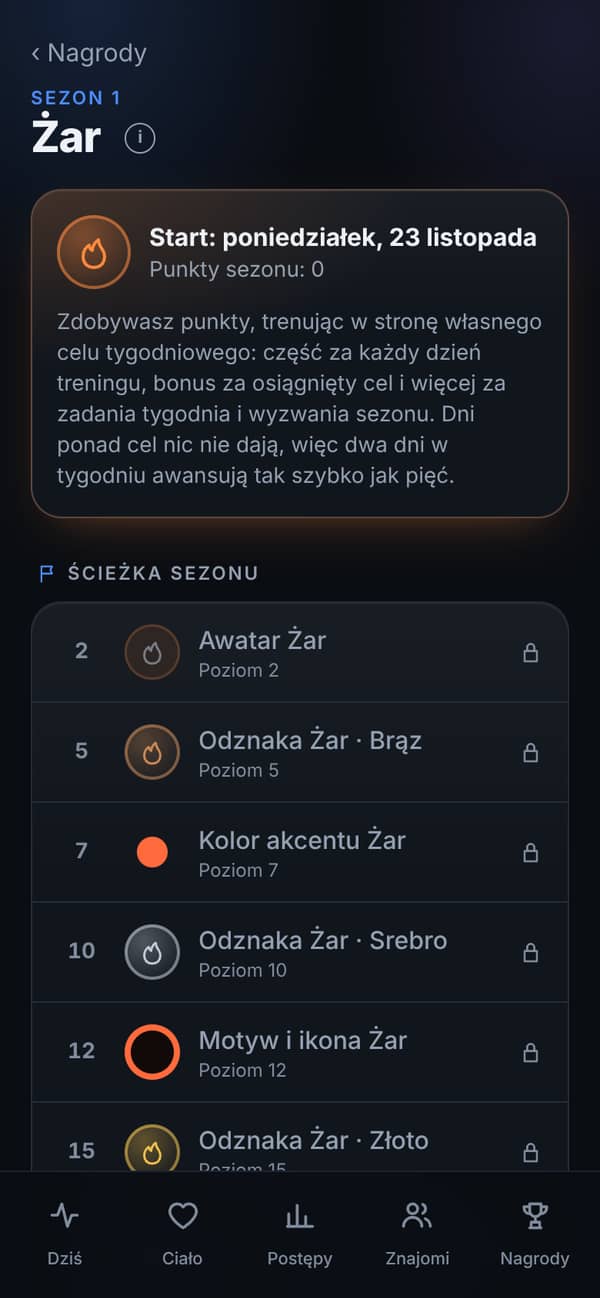 ‹ Nagrody
SEZON 1
Żar
Start: poniedziałek, 23 listopada
Punkty sezonu: 0
Zdobywasz punkty, trenując w stronę własnego
celu tygodniowego: część za każdy dzień
treningu, bonus za osiągnięty cel i więcej za
zadania tygodnia i wyzwania sezonu. Dni
ponad cel nic nie dają, więc dwa dni w
tygodniu awansują tak szybko jak pięć.
ŚCIEŻKA SEZONU
2 Awatar Żar
Poziom 2
5 Odznaka Żar · Brąz
Poziom 5
7 Kolor akcentu Żar
Poziom 7
10 Odznaka Żar · Srebro
Poziom 10
12 Motyw i ikona Żar
Poziom 12
15 Odznaka Żar · Złoto
Poziom 15
Dziś Ciało Postępy Znajomi Nagrody